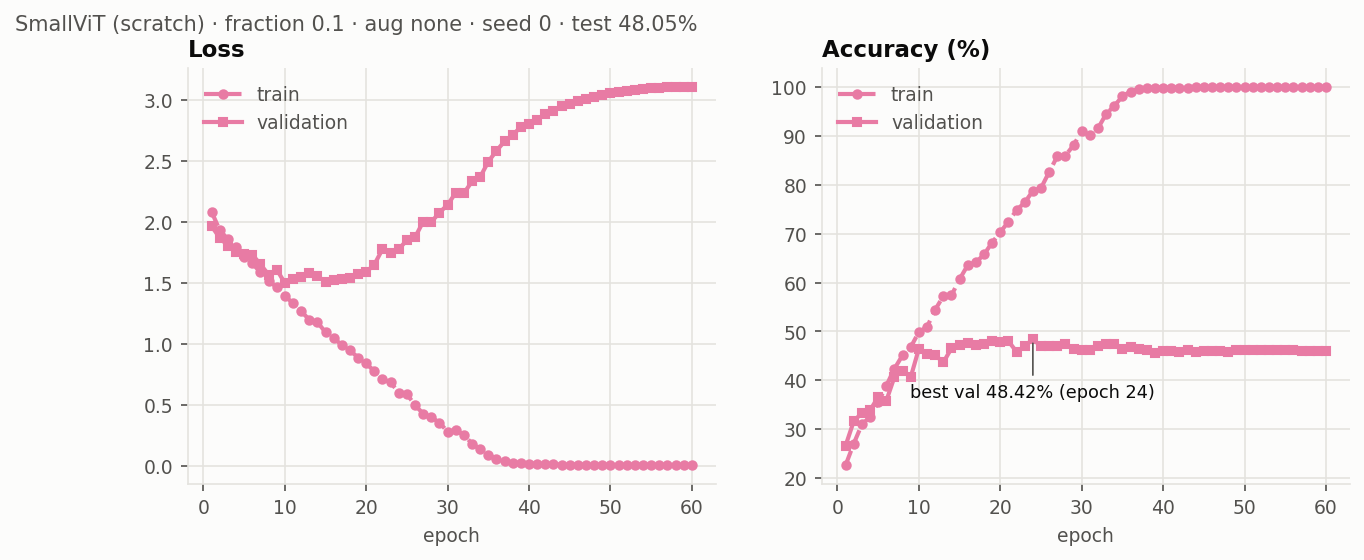 SmallViT (scratch) · fraction 0.1 · aug none · seed 0 · test 48.05%
Loss
train
validation
3.0
2.5
2.0
1.5
1.0
0.5
0.0
0 10 20 30 40 50 60
epoch
Accuracy (%)
train
validation
best val 48.42% (epoch 24)
100
90
80
70
60
50
40
30
20
0 10 20 30 40 50 60
epoch